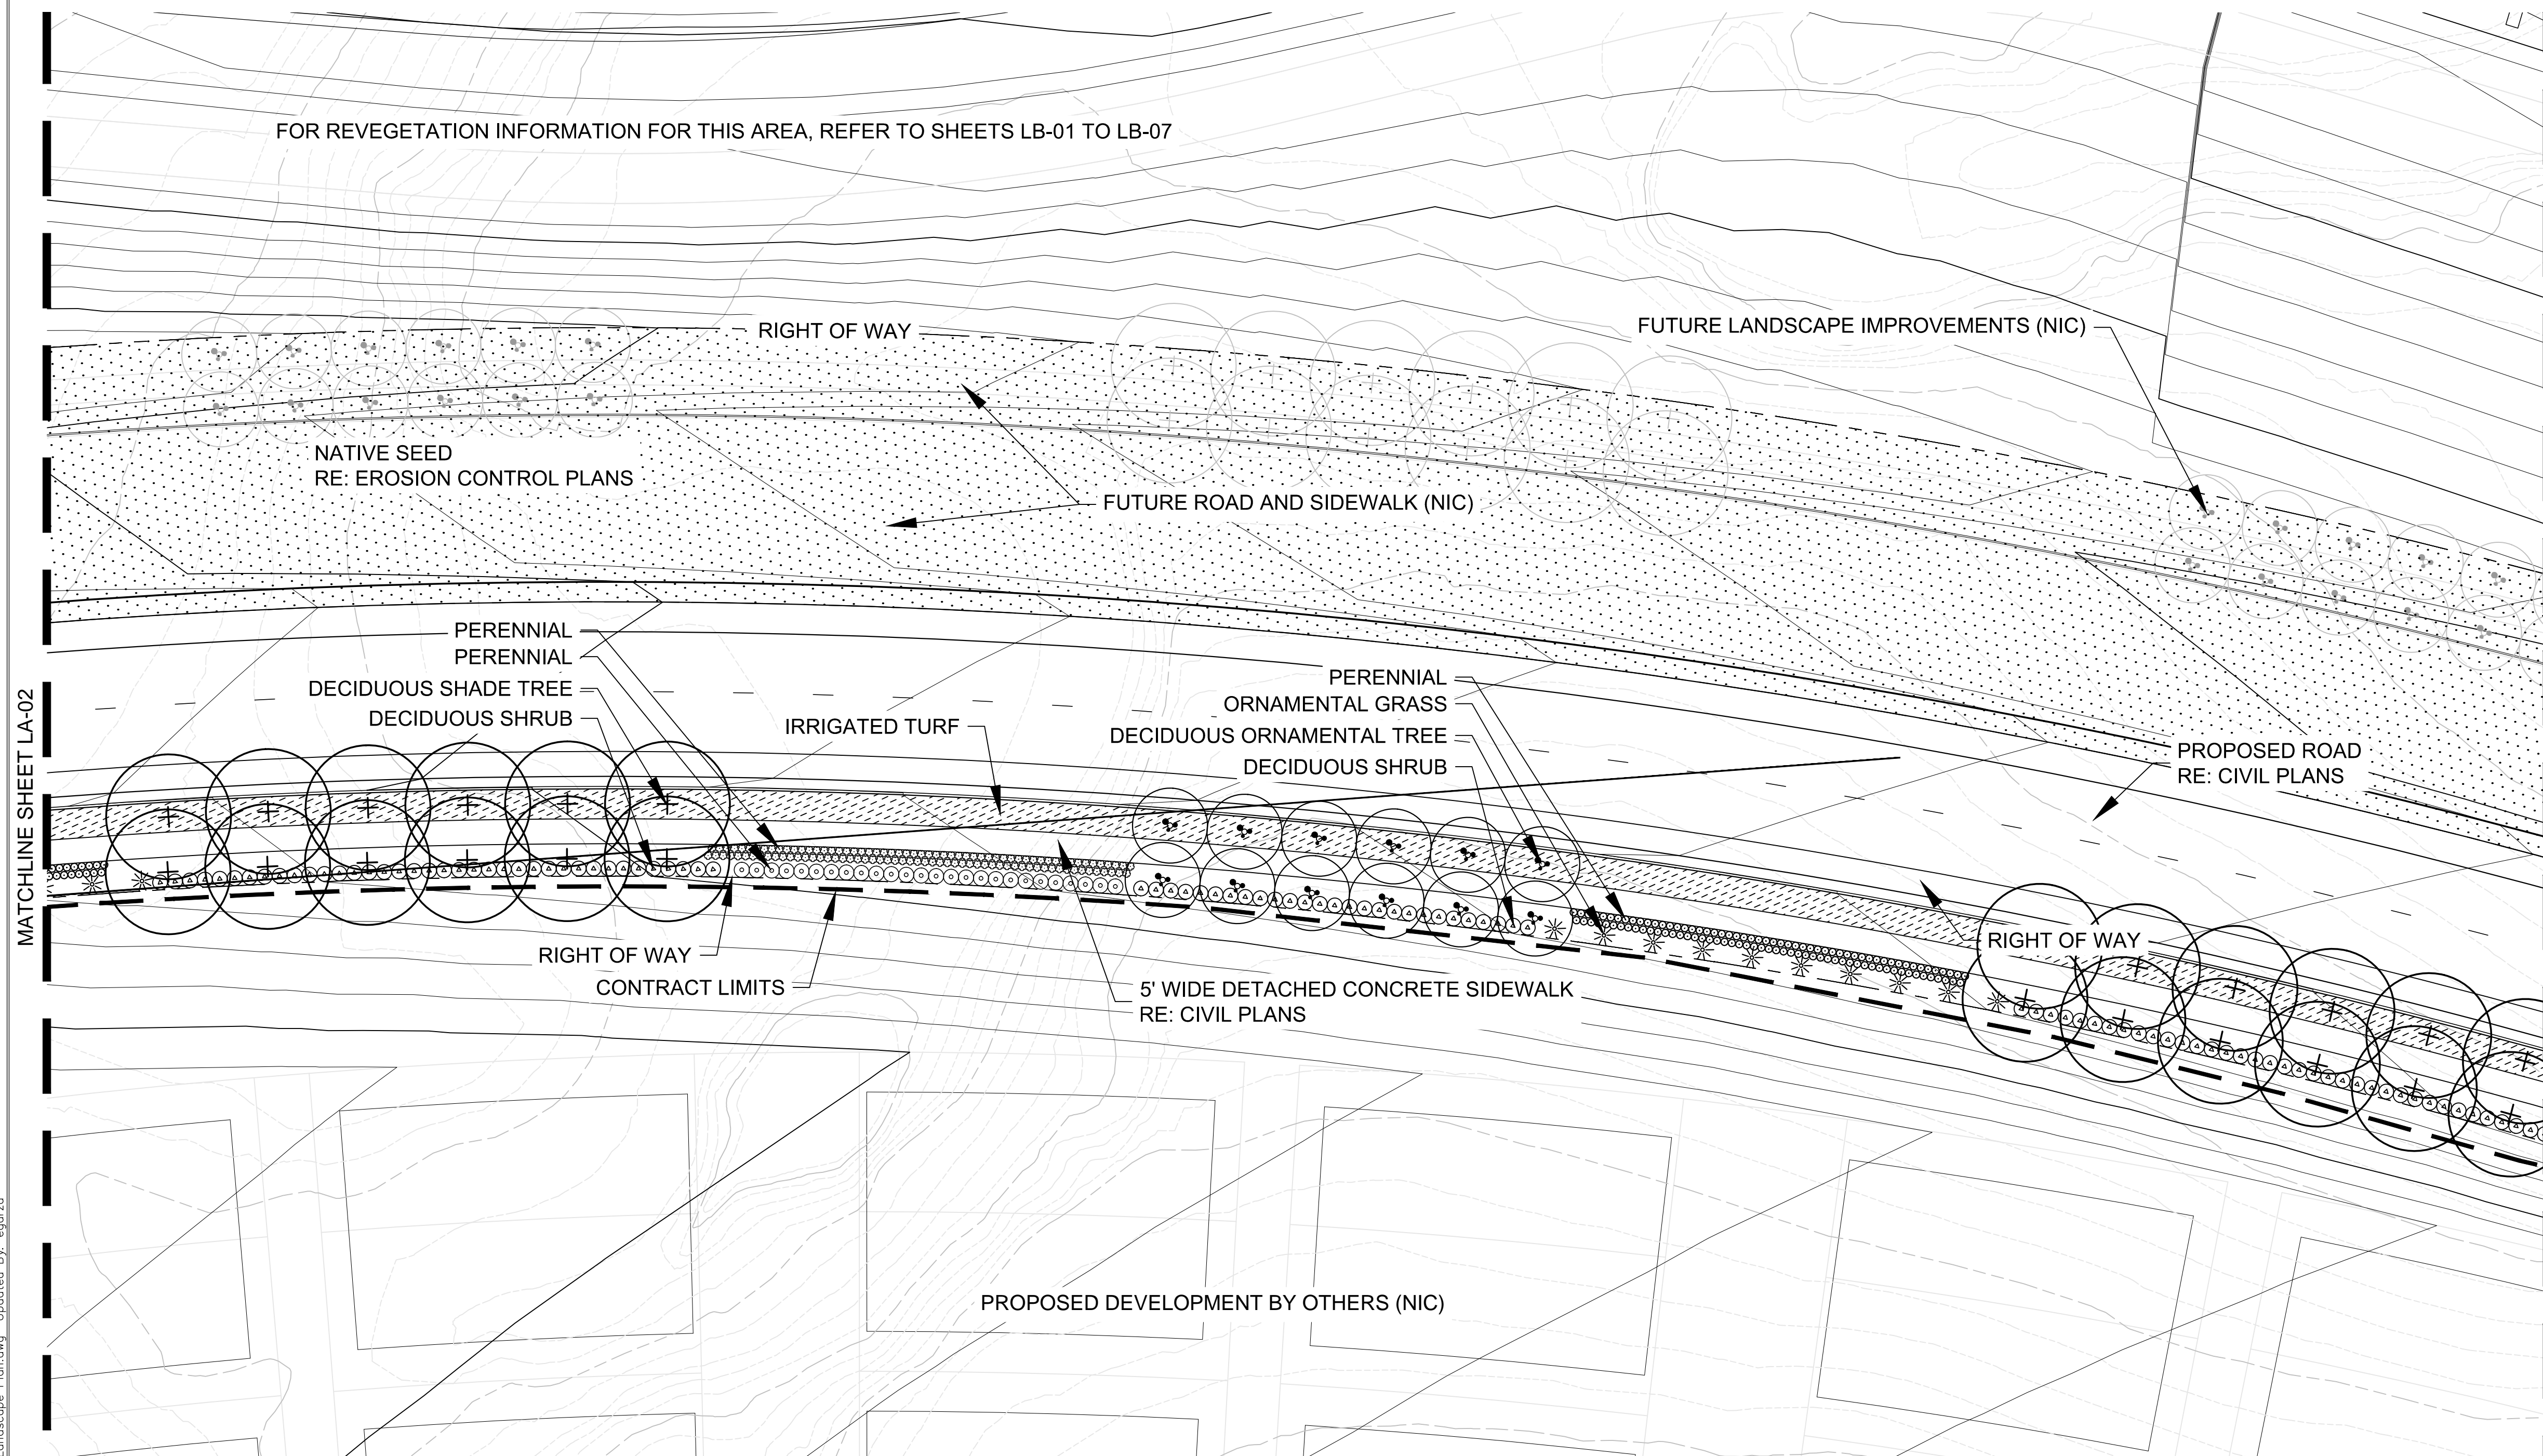 FOR REVEGETATION INFORMATION FOR THIS AREA, REFER TO SHEETS LB-01 TO LB-07
RIGHT OF WAY
FUTURE LANDSCAPE IMPROVEMENTS (NIC)
NATIVE SEED
RE: EROSION CONTROL PLANS
FUTURE ROAD AND SIDEWALK (NIC)
PERENNIAL
PERENNIAL
DECIDUOUS SHADE TREE
DECIDUOUS SHRUB
IRRIGATED TURF
PERENNIAL
ORNAMENTAL GRASS
DECIDUOUS ORNAMENTAL TREE
DECIDUOUS SHRUB
PROPOSED ROAD
RE: CIVIL PLANS
MATCHLINE SHEET LA-02
RIGHT OF WAY
RIGHT OF WAY
CONTRACT LIMITS
5' WIDE DETACHED CONCRETE SIDEWALK
RE: CIVIL PLANS
PROPOSED DEVELOPMENT BY OTHERS (NIC)